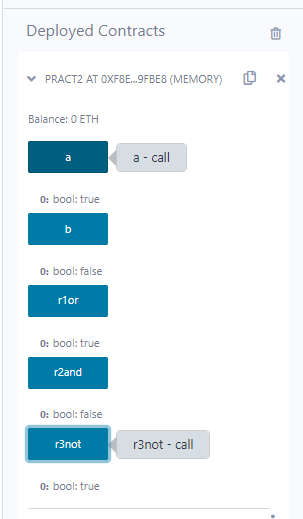 Deployed Contracts
PRACT2 AT 0XF8E...9FBE8 (MEMORY)
Balance: 0 ETH
a
a - call
0: bool: true
b
0: bool: false
r1or
0: bool: true
r2and
0: bool: false
r3not
r3not - call
0: bool: true